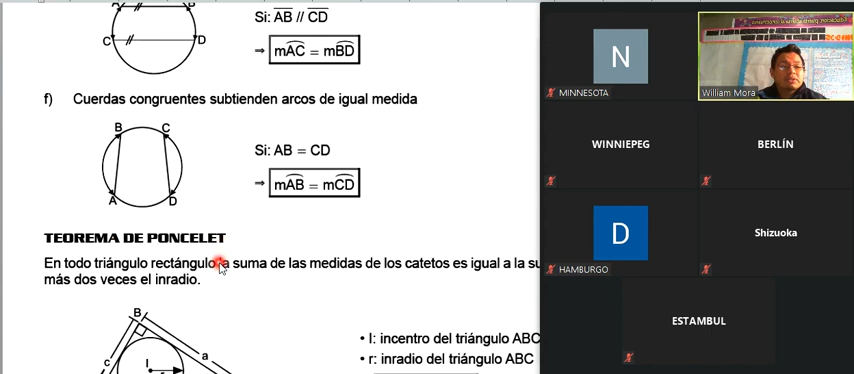 A
B
C
D
Si: AB // CD
⇒ mAC = mBD
f) Cuerdas congruentes subtienden arcos de igual medida
B C
A D
Si: AB = CD
⇒ mAB = mCD
TEOREMA DE PONCELET
En todo triángulo rectángulo la suma de las medidas de los catetos es igual a la su
más dos veces el inradio.
B
c
a
I
r
• I: incentro del triángulo ABC
• r: inradio del triángulo ABC
N
MINNESOTA
William Mora
WINNIEPEG
BERLÍN
D
HAMBURGO
Shizuoka
ESTAMBUL